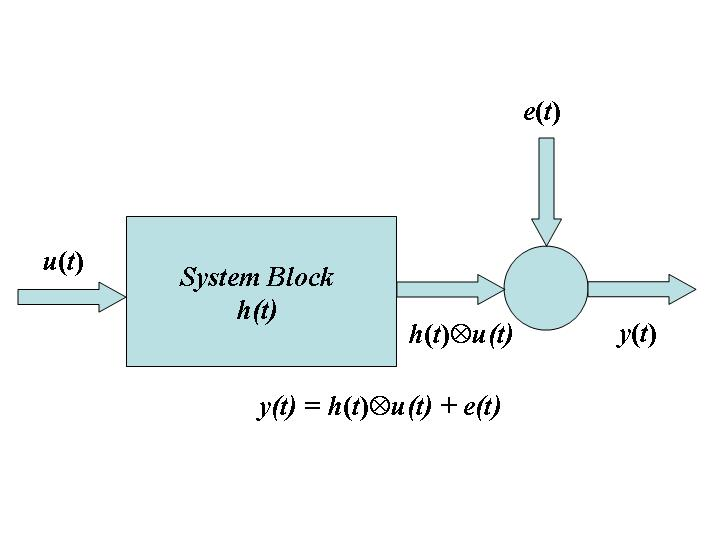 e(t)
u(t)
System Block
h(t)
h(t)⊗u(t)
y(t)
y(t) = h(t)⊗u(t) + e(t)